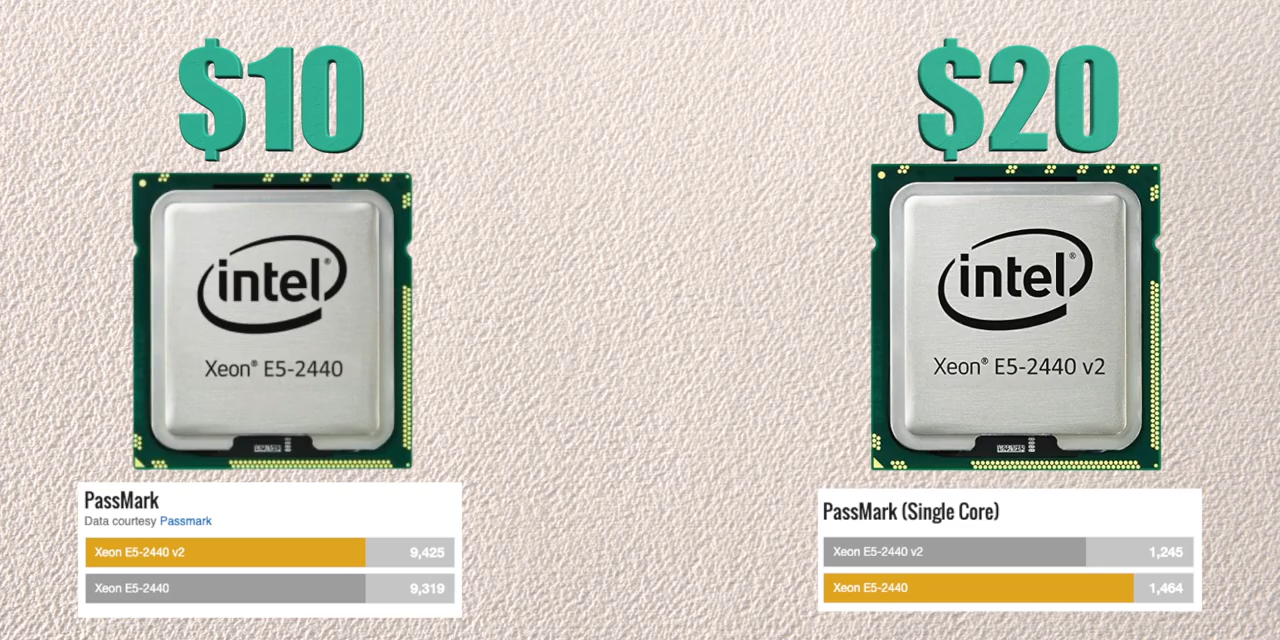 $10
$20
intel®
Xeon® E5-2440
intel®
Xeon® E5-2440 v2
PassMark
Data courtesy Passmark
Xeon E5-2440 v2 9,425
Xeon E5-2440 9,319
PassMark (Single Core)
Xeon E5-2440 v2 1,245
Xeon E5-2440 1,464